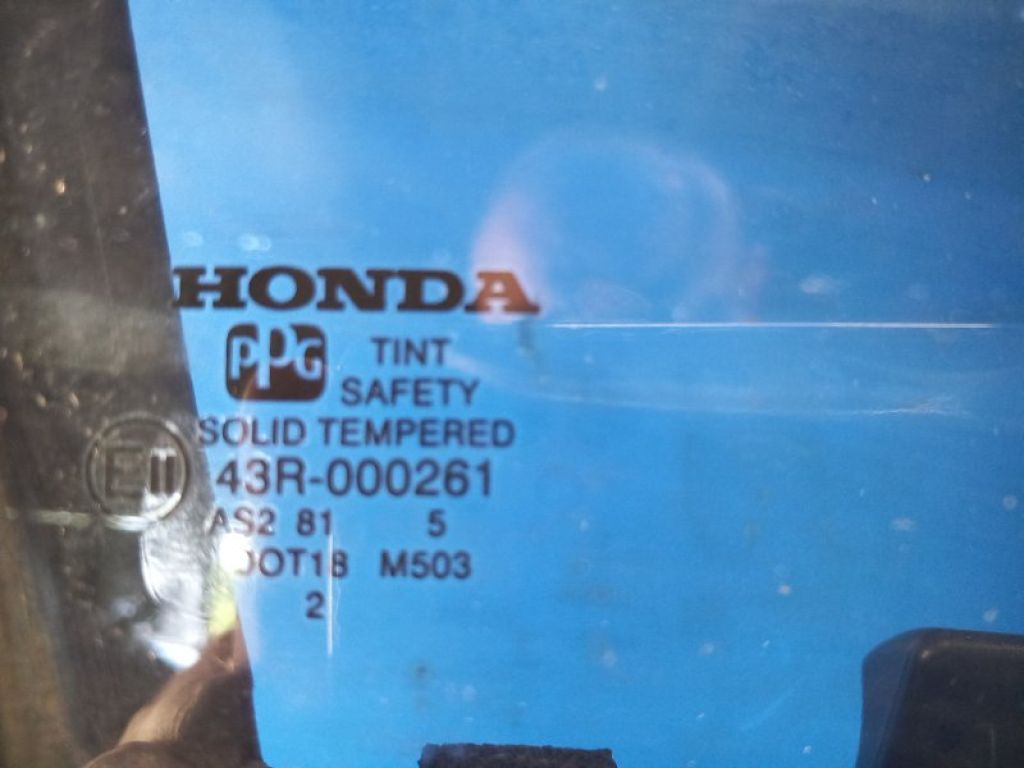 HONDA
PPG TINT
SAFETY
SOLID TEMPERED
E11 43R-000261
AS2 81 5
DOT18 M503
2